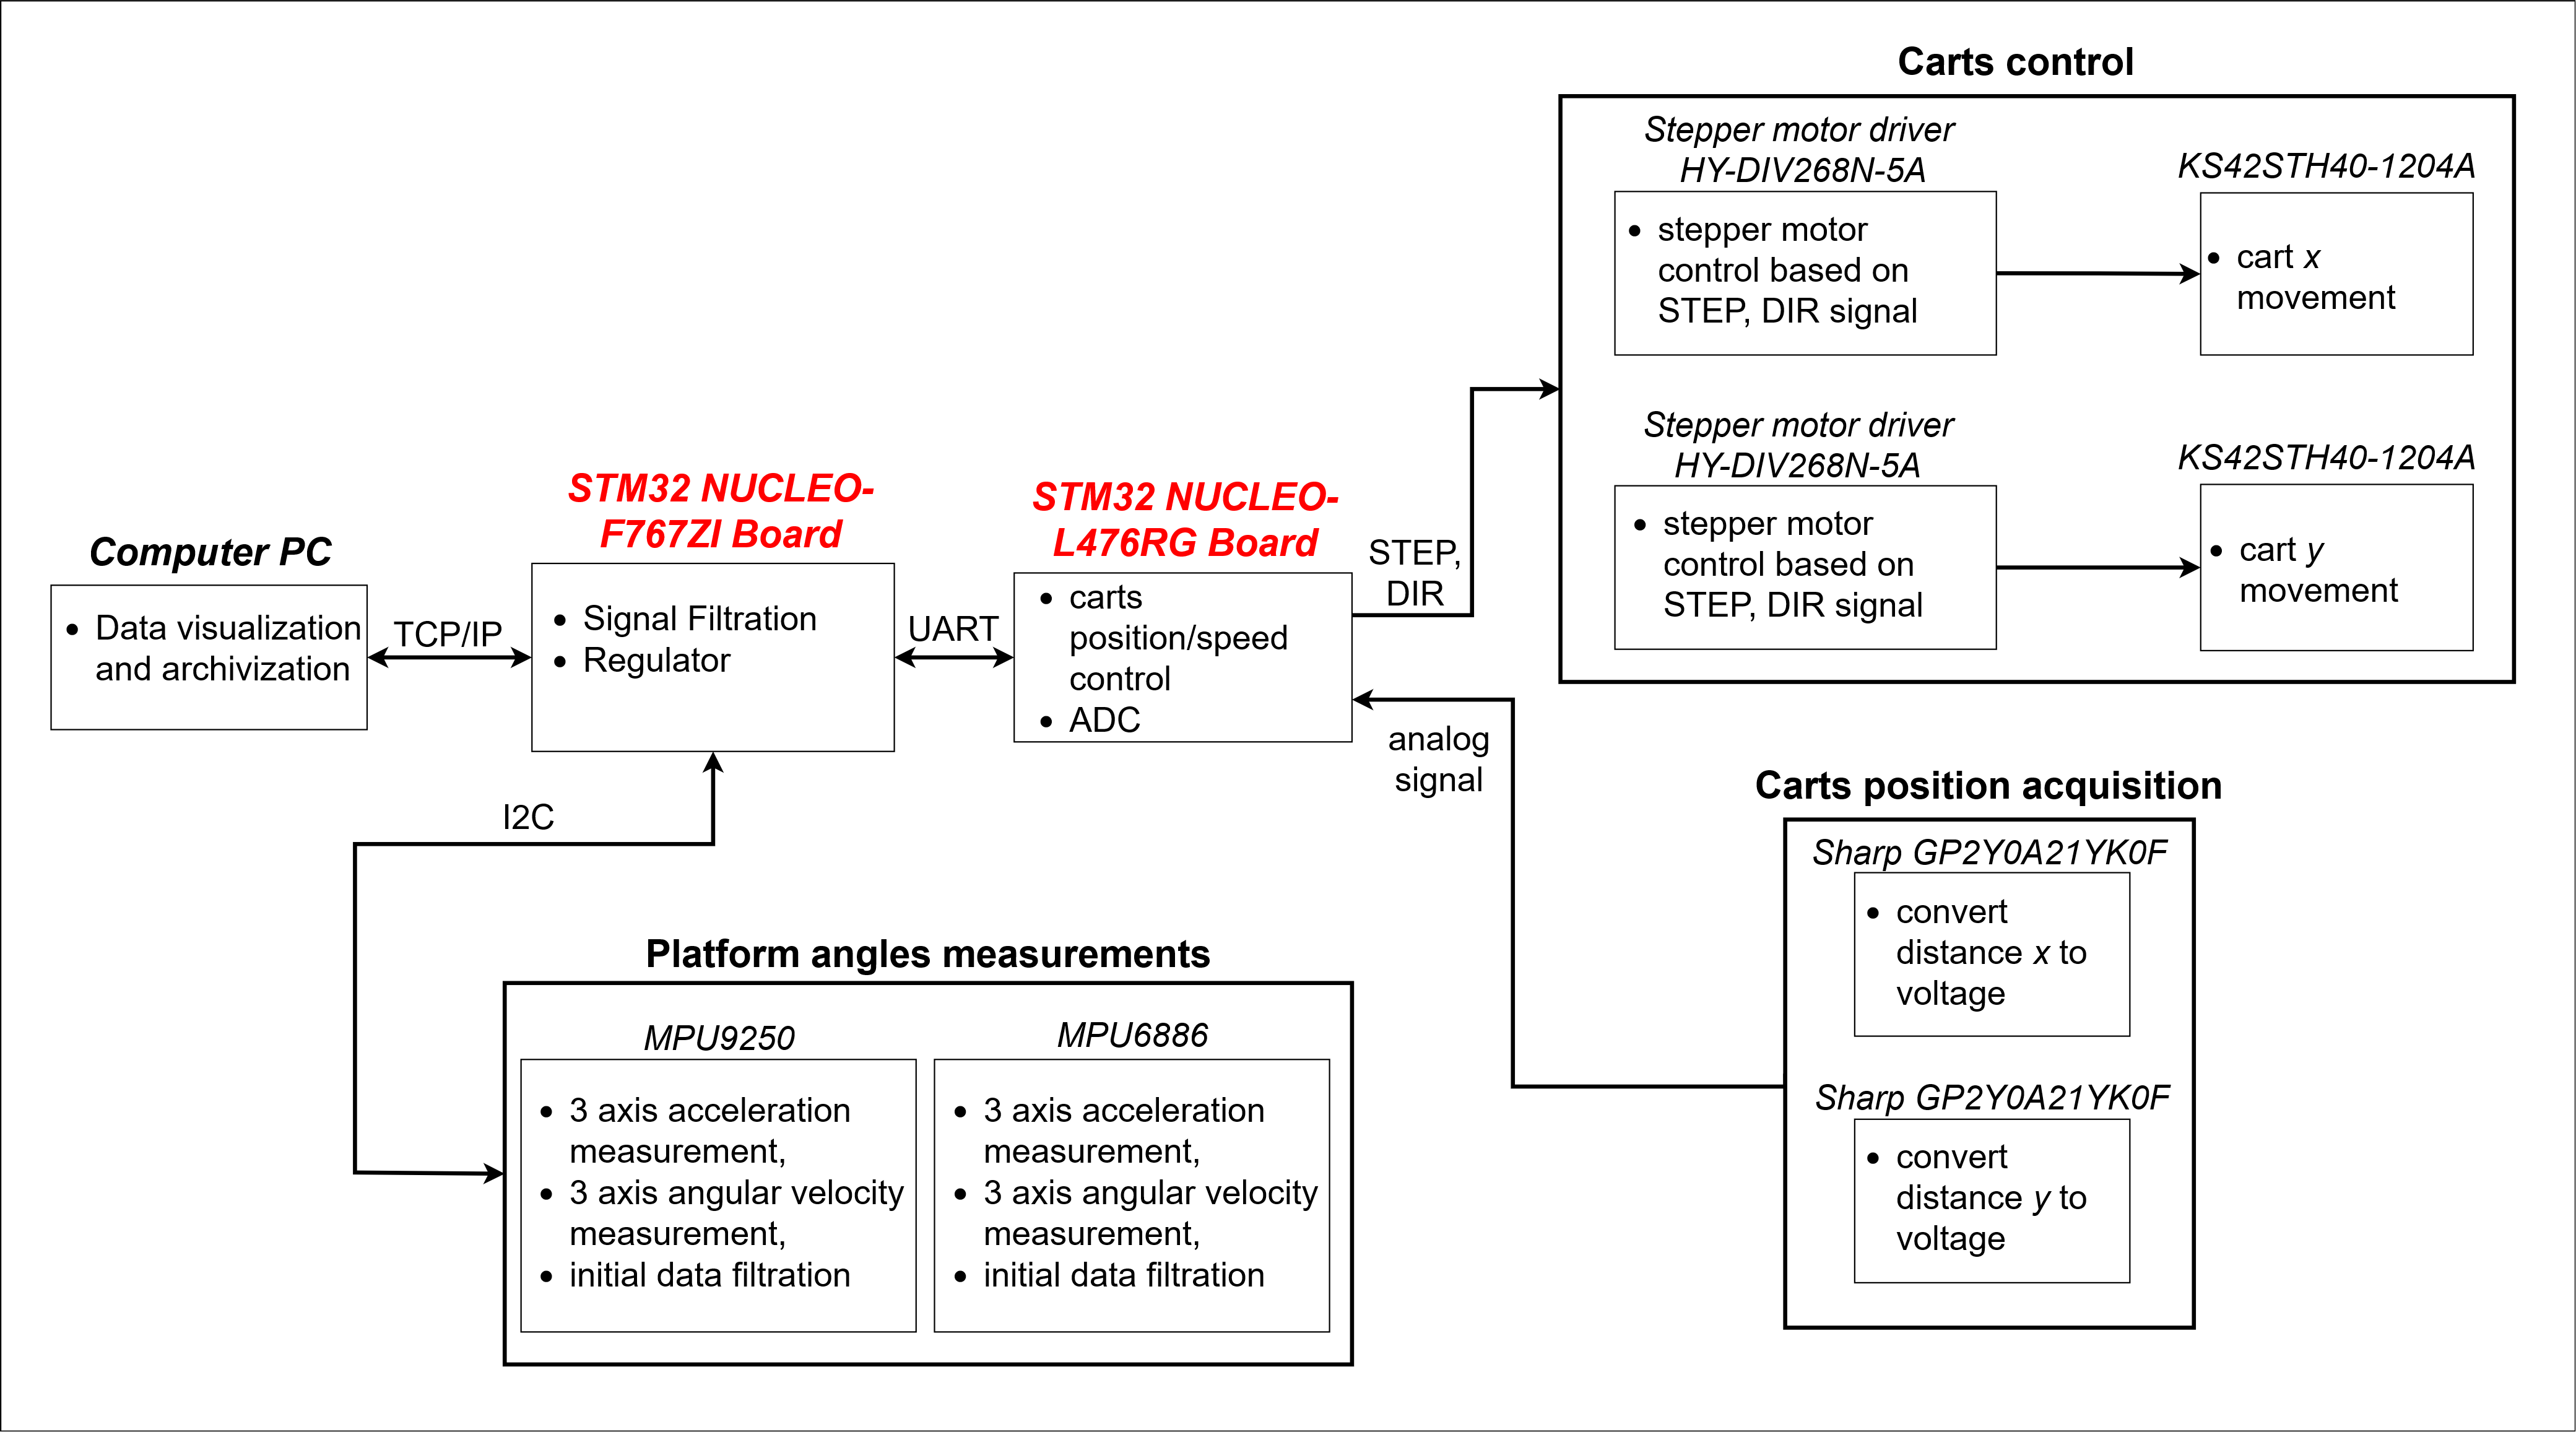 Carts control
Stepper motor driver
HY-DIV268N-5A
• stepper motor
control based on
STEP, DIR signal
KS42STH40-1204A
• cart x
movement
Stepper motor driver
HY-DIV268N-5A
• stepper motor
control based on
STEP, DIR signal
KS42STH40-1204A
• cart y
movement
Computer PC
• Data visualization
and archivization
TCP/IP
STM32 NUCLEO-
F767ZI Board
• Signal Filtration
• Regulator
UART
STM32 NUCLEO-
L476RG Board
• carts
position/speed
control
• ADC
STEP,
DIR
analog
signal
I2C
Carts position acquisition
Sharp GP2Y0A21YK0F
• convert
distance x to
voltage
Sharp GP2Y0A21YK0F
• convert
distance y to
voltage
Platform angles measurements
MPU9250
• 3 axis acceleration
measurement,
• 3 axis angular velocity
measurement,
• initial data filtration
MPU6886
• 3 axis acceleration
measurement,
• 3 axis angular velocity
measurement,
• initial data filtration